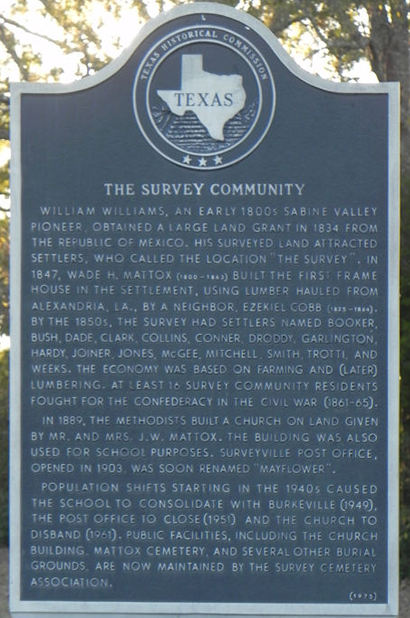 TEXAS HISTORICAL COMMISSION
TEXAS
THE SURVEY COMMUNITY
WILLIAM WILLIAMS, AN EARLY 1800s SABINE VALLEY
PIONEER, OBTAINED A LARGE LAND GRANT IN 1834 FROM
THE REPUBLIC OF MEXICO. HIS SURVEYED LAND ATTRACTED
SETTLERS, WHO CALLED THE LOCATION "THE SURVEY". IN
1847, WADE H. MATTOX (1800-1863) BUILT THE FIRST FRAME
HOUSE IN THE SETTLEMENT, USING LUMBER HAULED FROM
ALEXANDRIA, LA., BY A NEIGHBOR, EZEKIEL COBB (1825-1864).
BY THE 1850s, THE SURVEY HAD SETTLERS NAMED BOOKER,
BUSH, DADE, CLARK, COLLINS, CONNER, DRODDY, GARLINGTON,
HARDY, JOINER, JONES, McGEE, MITCHELL, SMITH, TROTTI, AND
WEEKS. THE ECONOMY WAS BASED ON FARMING AND (LATER)
LUMBERING. AT LEAST 16 SURVEY COMMUNITY RESIDENTS
FOUGHT FOR THE CONFEDERACY IN THE CIVIL WAR (1861-65).
IN 1889, THE METHODISTS BUILT A CHURCH ON LAND GIVEN
BY MR. AND MRS. J.W. MATTOX. THE BUILDING WAS ALSO
USED FOR SCHOOL PURPOSES. SURVEYVILLE POST OFFICE,
OPENED IN 1903, WAS SOON RENAMED "MAYFLOWER".
POPULATION SHIFTS STARTING IN THE 1940s CAUSED
THE SCHOOL TO CONSOLIDATE WITH BURKEVILLE (1949),
THE POST OFFICE TO CLOSE (1951) AND THE CHURCH TO
DISBAND (1961). PUBLIC FACILITIES, INCLUDING THE CHURCH
BUILDING, MATTOX CEMETERY, AND SEVERAL OTHER BURIAL
GROUNDS, ARE NOW MAINTAINED BY THE SURVEY CEMETERY
ASSOCIATION.
(1975)